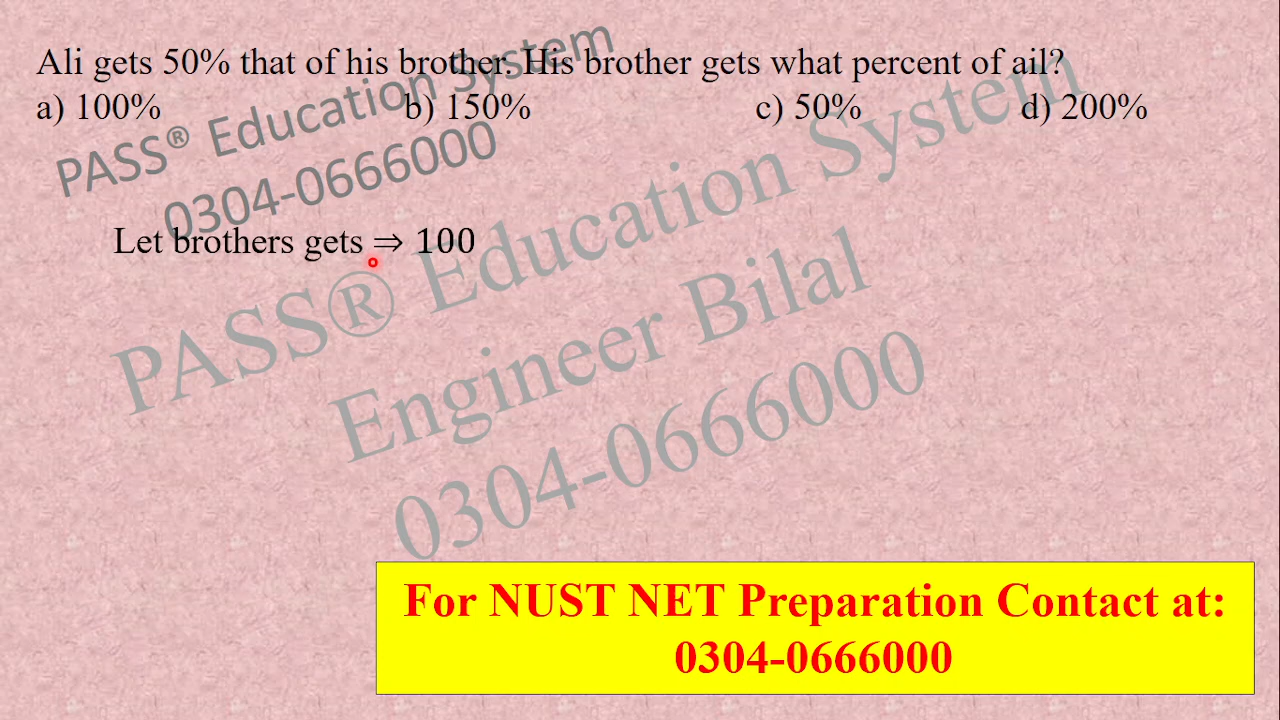 Ali gets 50% that of his brother. His brother gets what percent of ail?
a) 100% b) 150% c) 50% d) 200%
PASS® Education System
0304-0666000
Let brothers gets ⇒ 100
PASS® Education System
Engineer Bilal
0304-0666000
For NUST NET Preparation Contact at:
0304-0666000